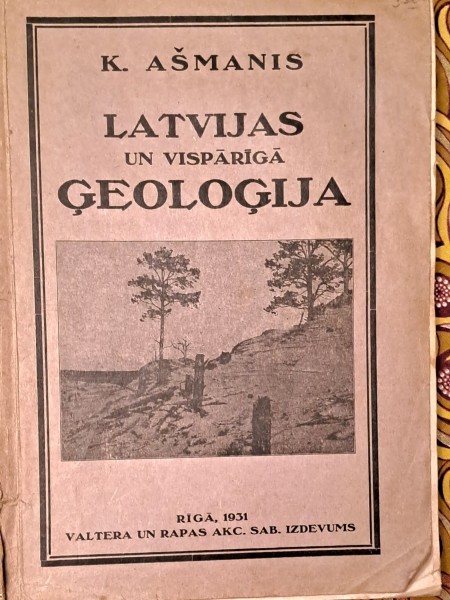 K. AŠMANIS
LATVIJAS
UN VISPĀRĪGĀ
ĢEOLOĢIJA
RĪGĀ, 1931
VALTERA UN RAPAS AKC. SAB. IZDEVUMS